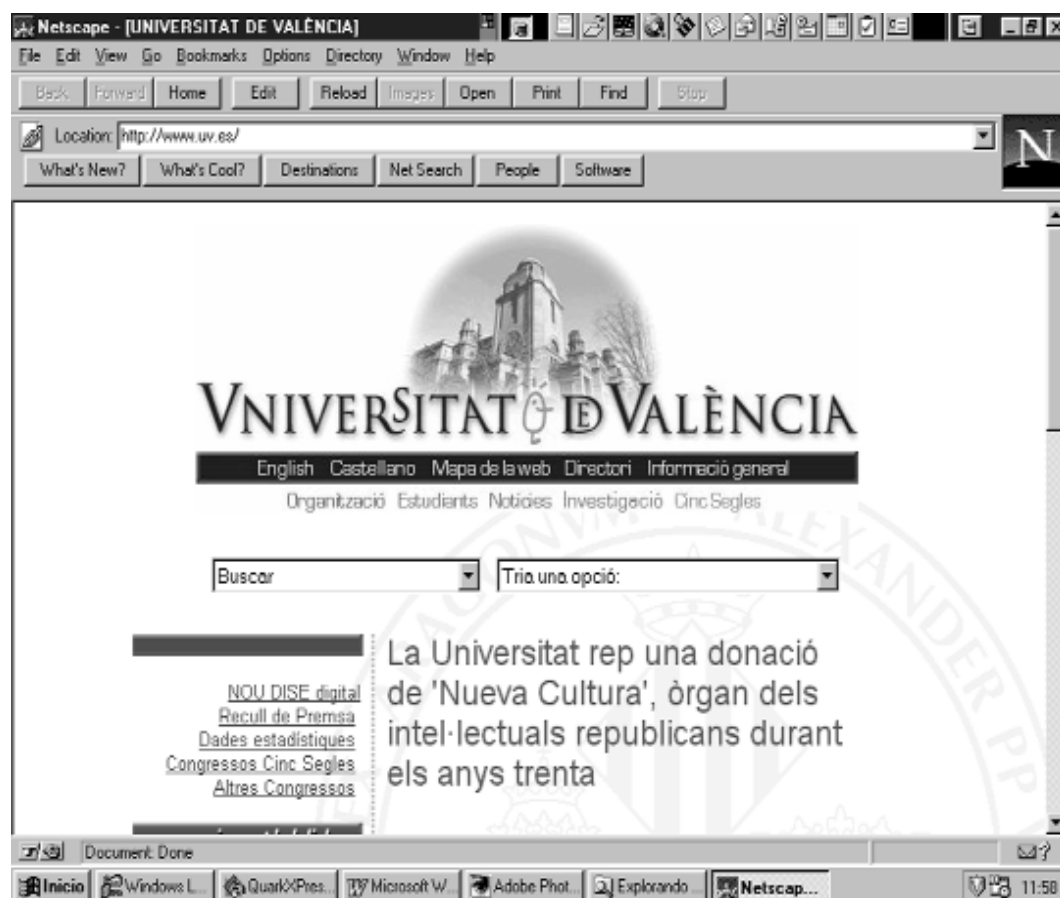 Netscape - [UNIVERSITAT DE VALÈNCIA]
File Edit View Go Bookmarks Options Directory Window Help
Back Forward Home Edit Reload Images Open Print Find Stop
Location: http://www.uv.es/
N
What's New? What's Cool? Destinations Net Search People Software
VNIVERSITAT DE VALÈNCIA
English Castellano Mapa de la web Directori Informació general
Organització Estudiants Notícies Investigació Cinc Segles
Buscar Tria una opció:
ALEXANDER PP
La Universitat rep una donació
de 'Nueva Cultura', òrgan dels
intel·lectuals republicans durant
els anys trenta
NOU DISE digital
Recull de Premsa
Dades estadístiques
Congressos Cinc Segles
Altres Congressos
Document: Done
Inicio Windows L... QuarkXPres... Microsoft W... Adobe Phot... Explorando ... Netscap... 11:58